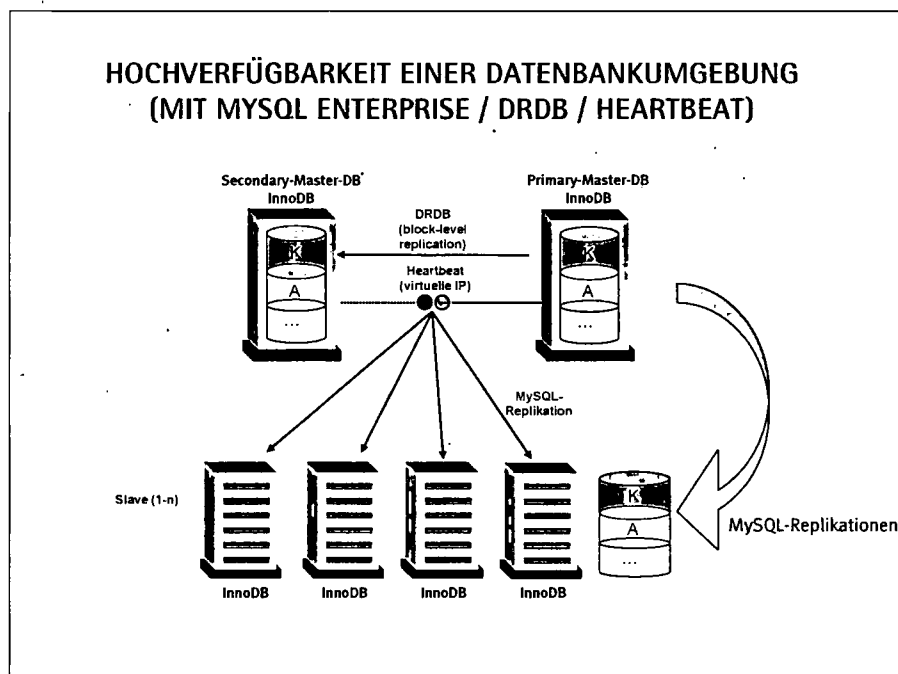 HOCHVERFÜGBARKEIT EINER DATENBANKUMGEBUNG
(MIT MYSQL ENTERPRISE / DRDB / HEARTBEAT)
Secondary-Master-DB*
InnoDB
Primary-Master-DB
InnoDB
DRDB
(block-level
replication)
Heartbeat
(virtuelle IP)
K
A
...
K
A
...
MySQL-
Replikation
Slave (1-n)
K
A
...
MySQL-Replikationen
InnoDB
InnoDB
InnoDB
InnoDB